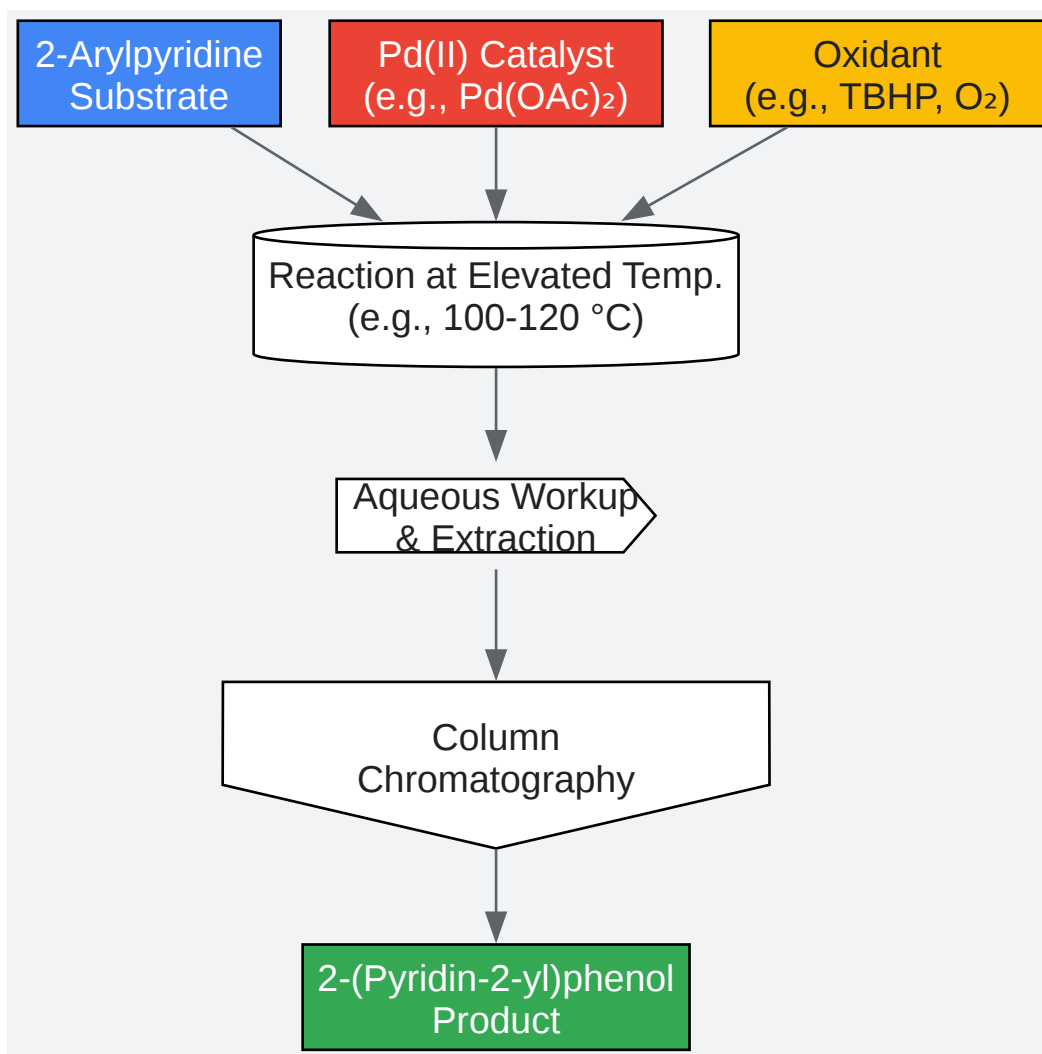 2-Arylpyridine
Substrate
Pd(II) Catalyst
(e.g., Pd(OAc)₂)
Oxidant
(e.g., TBHP, O₂)
Reaction at Elevated Temp.
(e.g., 100-120 °C)
Aqueous Workup
& Extraction
Column
Chromatography
2-(Pyridin-2-yl)phenol
Product